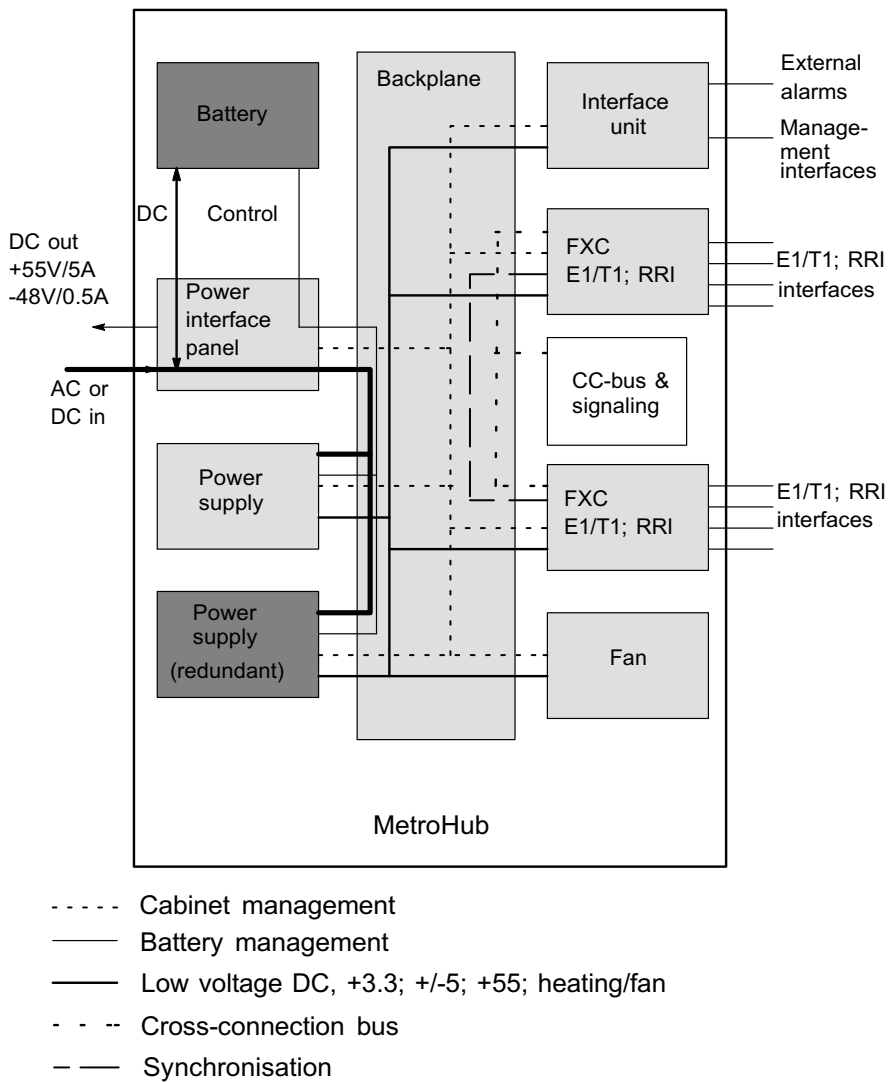 Battery
Backplane
Interface
unit
External
alarms
Manage-
ment
interfaces
DC
Control
DC out
+55V/5A
-48V/0.5A
Power
interface
panel
FXC
E1/T1; RRI
E1/T1; RRI
interfaces
AC or
DC in
CC-bus &
signaling
Power
supply
FXC
E1/T1; RRI
E1/T1; RRI
interfaces
Power
supply
(redundant)
Fan
MetroHub
Cabinet management
Battery management
Low voltage DC, +3.3; +/-5; +55; heating/fan
Cross-connection bus
Synchronisation